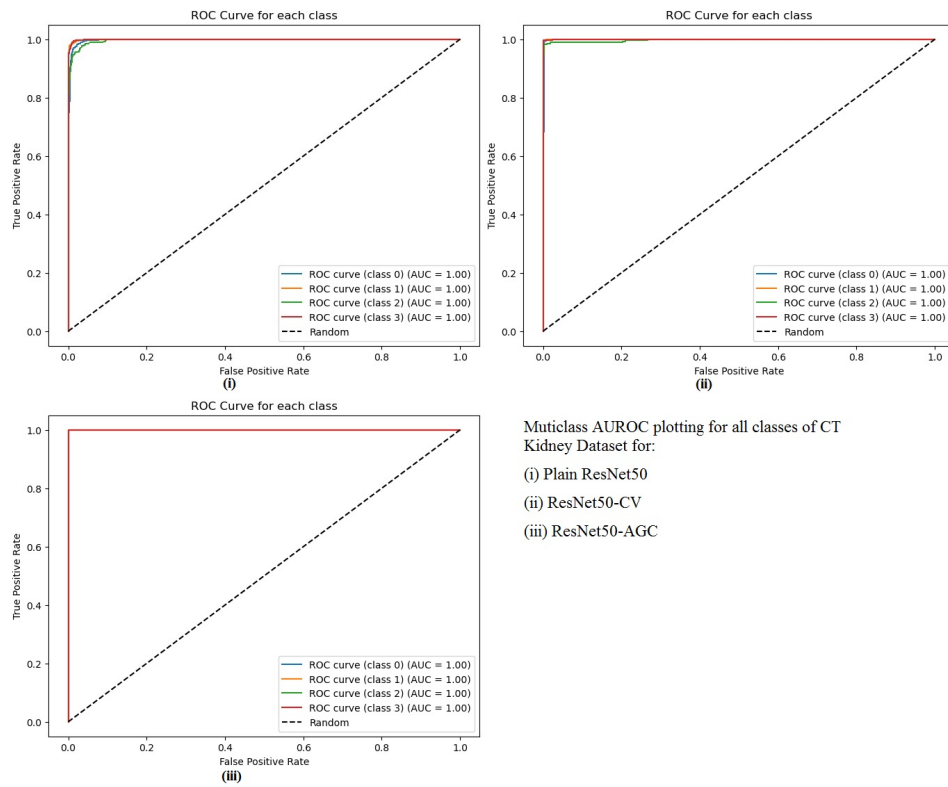 ROC Curve for each class
True Positive Rate
1.0
0.8
0.6
0.4
0.2
0.0
ROC curve (class 0) (AUC = 1.00)
ROC curve (class 1) (AUC = 1.00)
ROC curve (class 2) (AUC = 1.00)
ROC curve (class 3) (AUC = 1.00)
Random
0.0 0.2 0.4 0.6 0.8 1.0
False Positive Rate
(i)
ROC Curve for each class
True Positive Rate
1.0
0.8
0.6
0.4
0.2
0.0
ROC curve (class 0) (AUC = 1.00)
ROC curve (class 1) (AUC = 1.00)
ROC curve (class 2) (AUC = 1.00)
ROC curve (class 3) (AUC = 1.00)
Random
0.0 0.2 0.4 0.6 0.8 1.0
False Positive Rate
(ii)
ROC Curve for each class
True Positive Rate
1.0
0.8
0.6
0.4
0.2
0.0
ROC curve (class 0) (AUC = 1.00)
ROC curve (class 1) (AUC = 1.00)
ROC curve (class 2) (AUC = 1.00)
ROC curve (class 3) (AUC = 1.00)
Random
0.0 0.2 0.4 0.6 0.8 1.0
False Positive Rate
(iii)
Muticlass AUROC plotting for all classes of CT
Kidney Dataset for:
(i) Plain ResNet50
(ii) ResNet50-CV
(iii) ResNet50-AGC